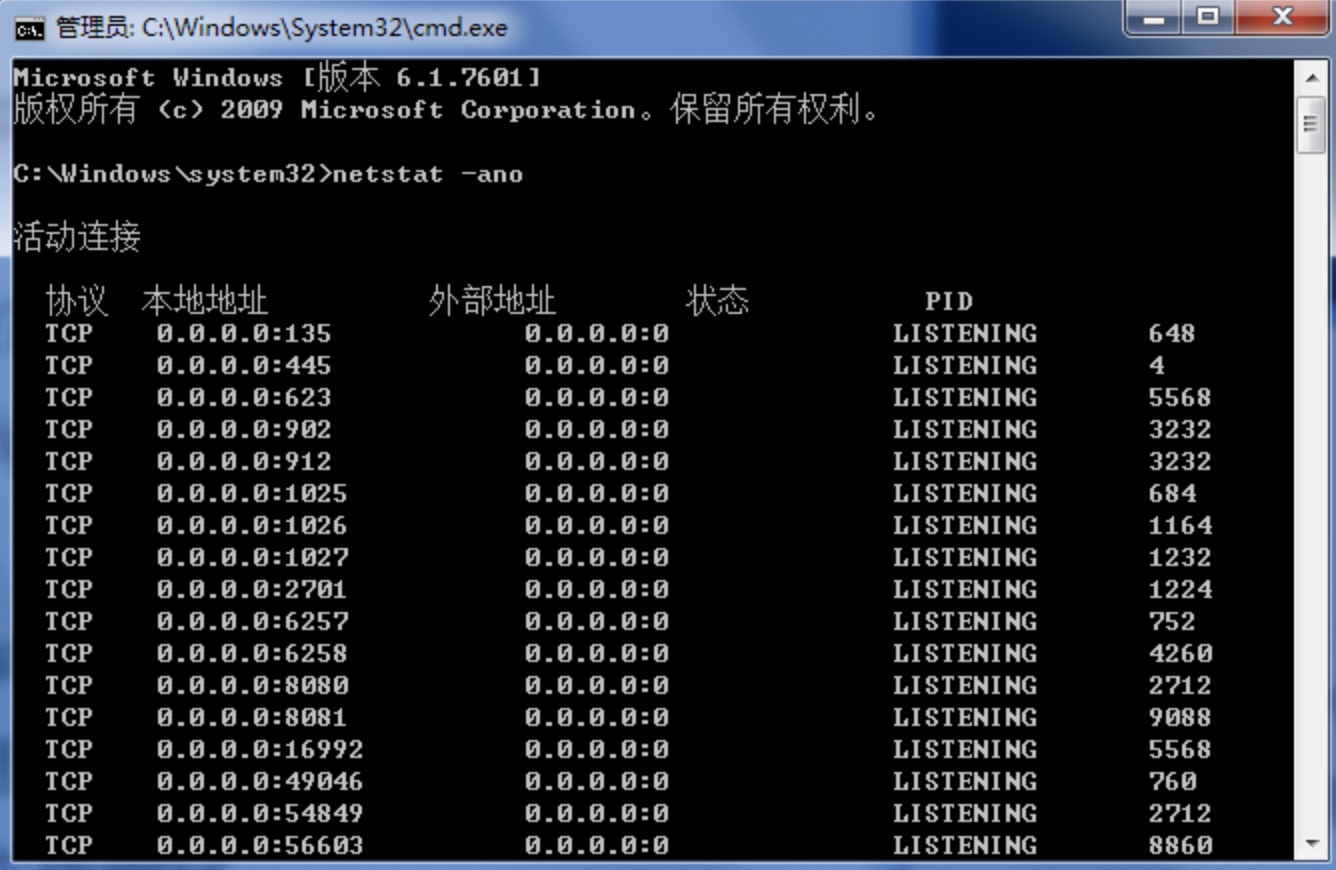 管理员: C:\Windows\System32\cmd.exe
Microsoft Windows [版本 6.1.7601]
版权所有 (c) 2009 Microsoft Corporation。保留所有权利。
C:\Windows\system32>netstat -ano
活动连接
协议 本地地址 外部地址 状态 PID
TCP 0.0.0.0:135 0.0.0.0:0 LISTENING 648
TCP 0.0.0.0:445 0.0.0.0:0 LISTENING 4
TCP 0.0.0.0:623 0.0.0.0:0 LISTENING 5568
TCP 0.0.0.0:902 0.0.0.0:0 LISTENING 3232
TCP 0.0.0.0:912 0.0.0.0:0 LISTENING 3232
TCP 0.0.0.0:1025 0.0.0.0:0 LISTENING 684
TCP 0.0.0.0:1026 0.0.0.0:0 LISTENING 1164
TCP 0.0.0.0:1027 0.0.0.0:0 LISTENING 1232
TCP 0.0.0.0:2701 0.0.0.0:0 LISTENING 1224
TCP 0.0.0.0:6257 0.0.0.0:0 LISTENING 752
TCP 0.0.0.0:6258 0.0.0.0:0 LISTENING 4260
TCP 0.0.0.0:8080 0.0.0.0:0 LISTENING 2712
TCP 0.0.0.0:8081 0.0.0.0:0 LISTENING 9088
TCP 0.0.0.0:16992 0.0.0.0:0 LISTENING 5568
TCP 0.0.0.0:49046 0.0.0.0:0 LISTENING 760
TCP 0.0.0.0:54849 0.0.0.0:0 LISTENING 2712
TCP 0.0.0.0:56603 0.0.0.0:0 LISTENING 8860